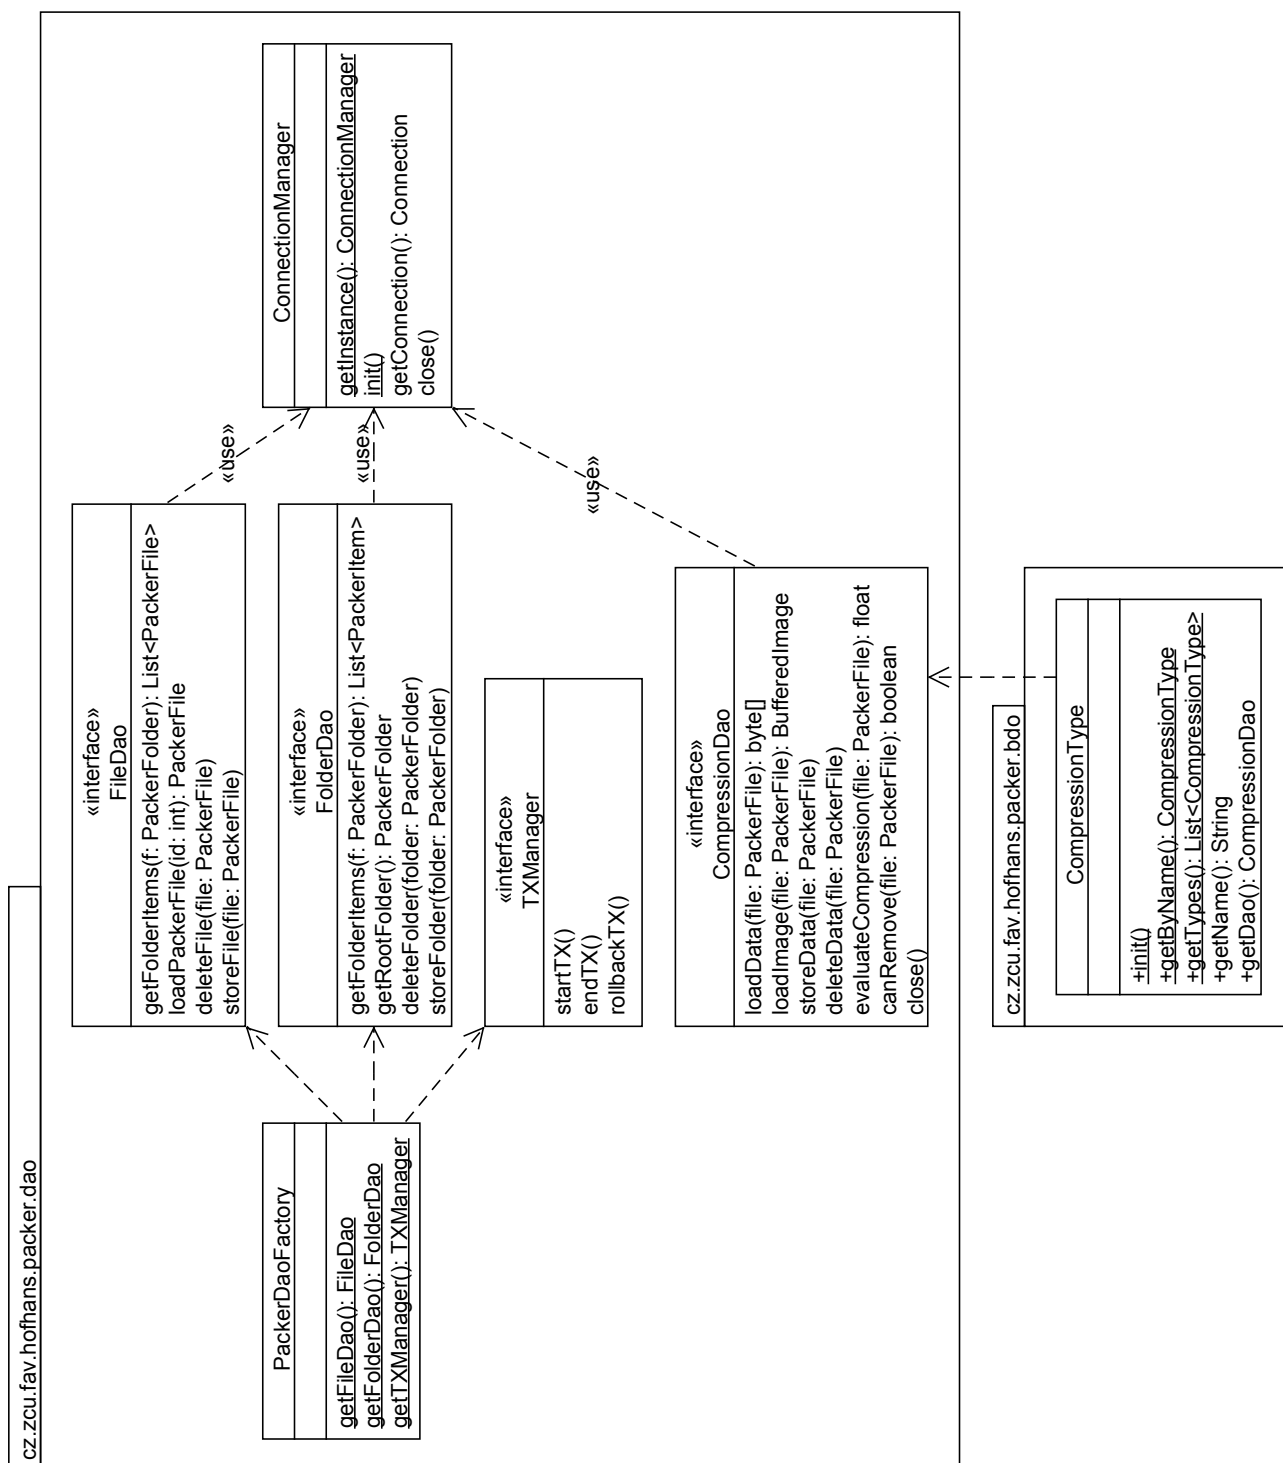 cz.zcu.fav.hofhans.packer.dao
PackerDaoFactory
getFileDao(): FileDao
getFolderDao(): FolderDao
getTXManager(): TXManager
«interface»
FileDao
getFolderItems(f: PackerFolder): List<PackerFile>
loadPackerFile(id: int): PackerFile
deleteFile(file: PackerFile)
storeFile(file: PackerFile)
«interface»
FolderDao
getFolderItems(f: PackerFolder): List<PackerItem>
getRootFolder(): PackerFolder
deleteFolder(folder: PackerFolder)
storeFolder(folder: PackerFolder)
«interface»
TXManager
startTX()
endTX()
rollbackTX()
«interface»
CompressionDao
loadData(file: PackerFile): byte[]
loadImage(file: PackerFile): BufferedImage
storeData(file: PackerFile)
deleteData(file: PackerFile)
evaluateCompression(file: PackerFile): float
canRemove(file: PackerFile): boolean
close()
«use»
«use»
«use»
ConnectionManager
getInstance(): ConnectionManager
init()
getConnection(): Connection
close()
cz.zcu.fav.hofhans.packer.bdo
CompressionType
+init()
+getByName(): CompressionType
+getTypes(): List<CompressionType>
+getName(): String
+getDao(): CompressionDao